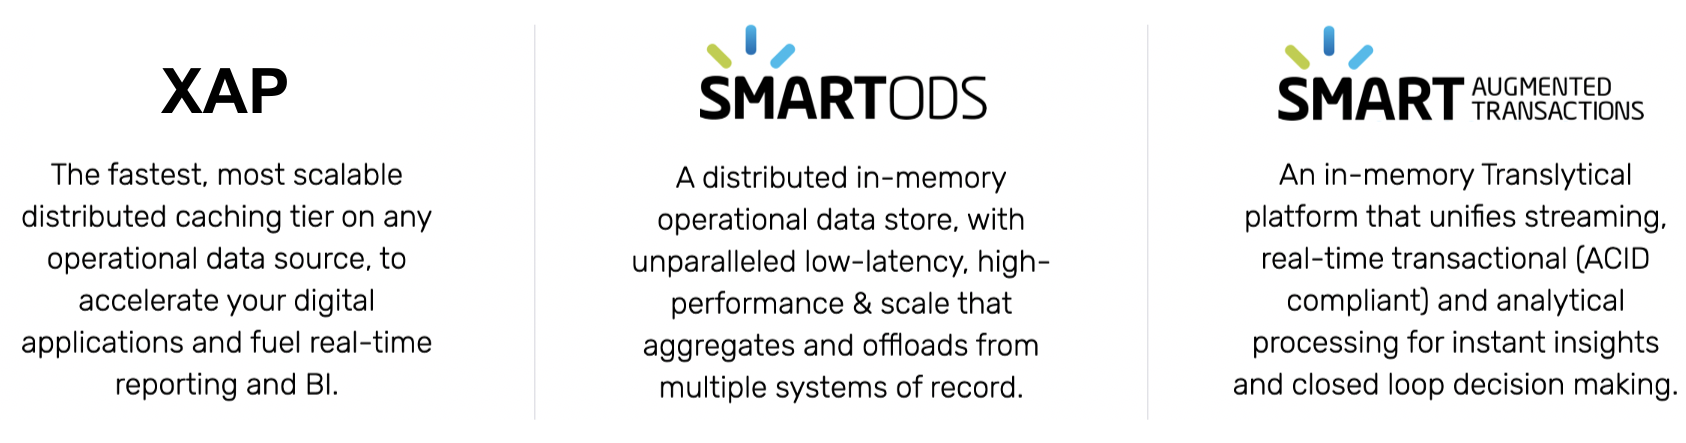 XAP
The fastest, most scalable
distributed caching tier on any
operational data source, to
accelerate your digital
applications and fuel real-time
reporting and BI.
SMARTODS
A distributed in-memory
operational data store, with
unparalleled low-latency, high-
performance & scale that
aggregates and offloads from
multiple systems of record.
SMART AUGMENTED
TRANSACTIONS
An in-memory Translytical
platform that unifies streaming,
real-time transactional (ACID
compliant) and analytical
processing for instant insights
and closed loop decision making.